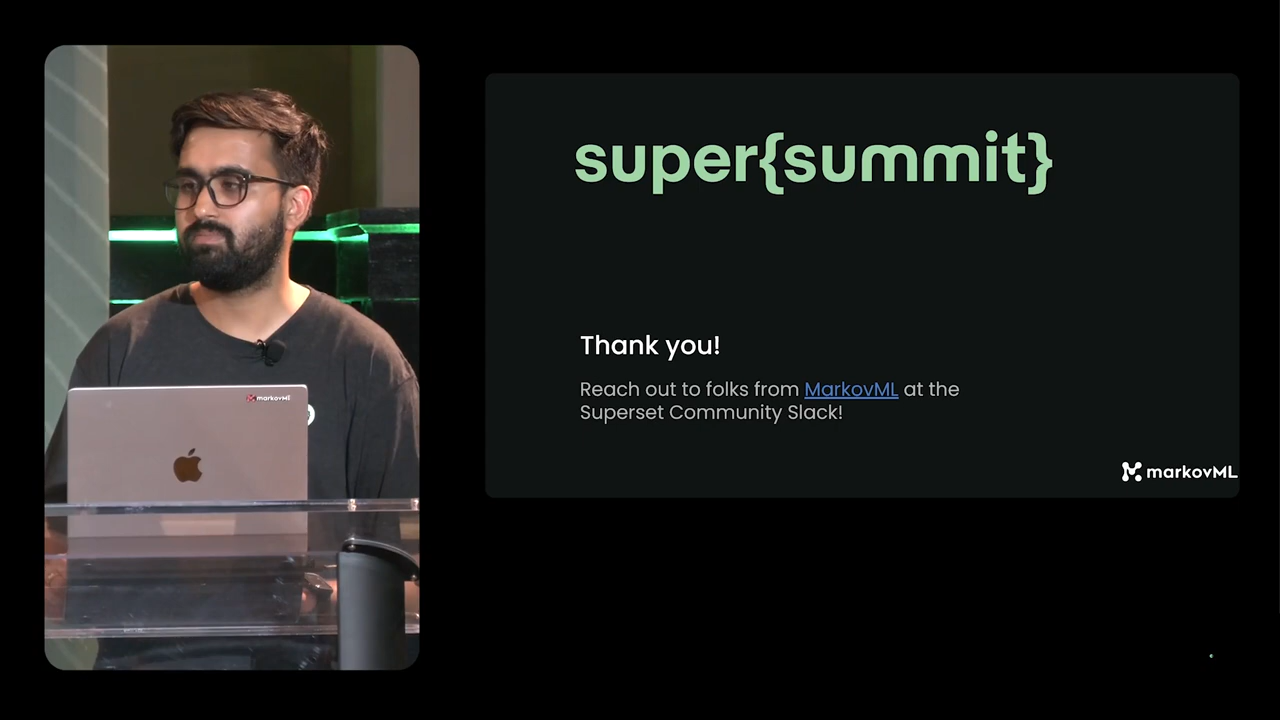 markovML
super{summit}
Thank you!
Reach out to folks from MarkovML at the
Superset Community Slack!
markovML